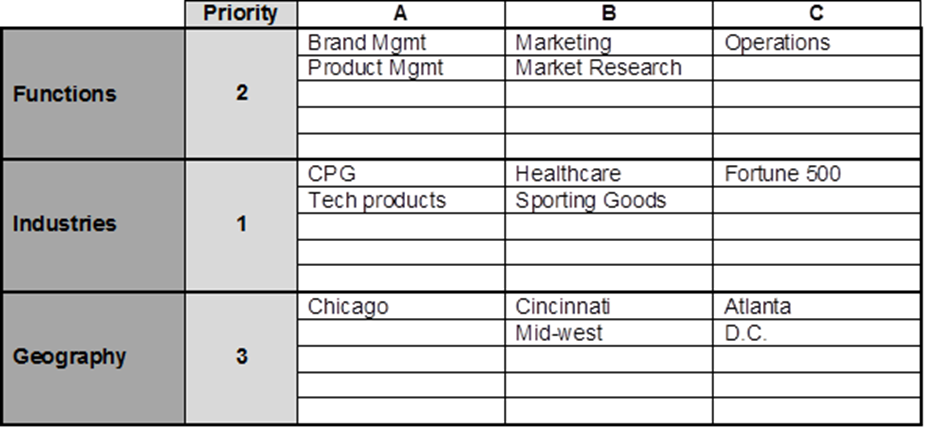 Priority A B C
Brand Mgmt Marketing Operations
Product Mgmt Market Research
Functions 2
CPG Healthcare Fortune 500
Tech products Sporting Goods
Industries 1
Chicago Cincinnati Atlanta
Mid-west D.C.
Geography 3